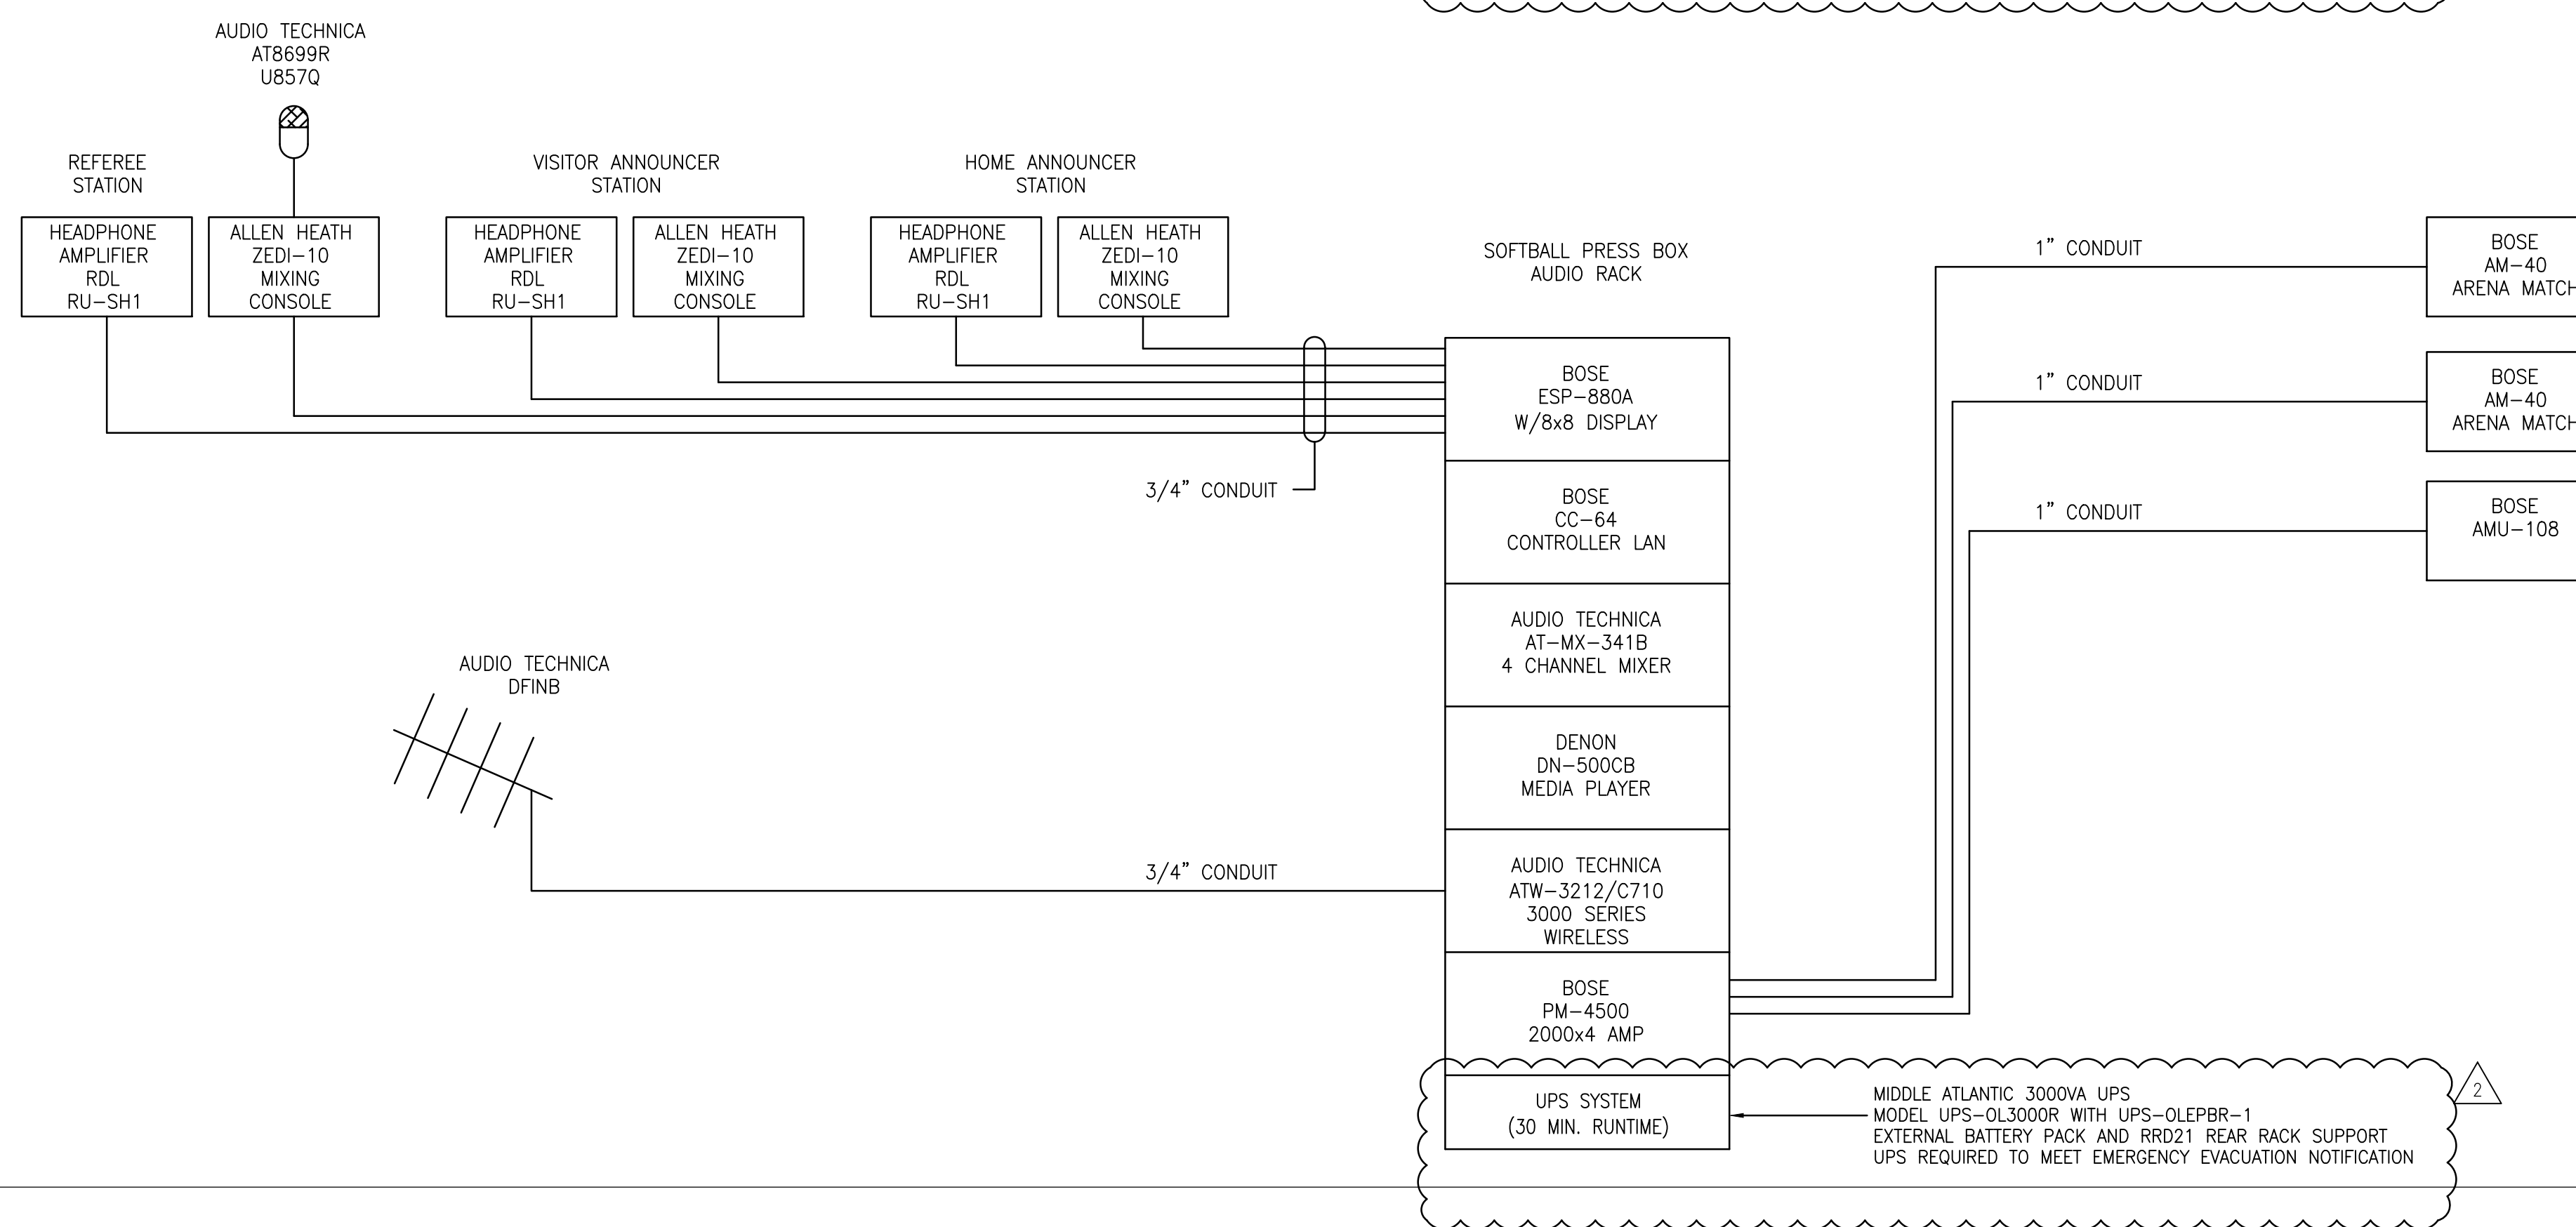 AUDIO TECHNICA
AT8699R
U857Q
REFEREE
STATION
VISITOR ANNOUNCER
STATION
HOME ANNOUNCER
STATION
HEADPHONE
AMPLIFIER
RDL
RU-SH1
ALLEN HEATH
ZEDI-10
MIXING
CONSOLE
HEADPHONE
AMPLIFIER
RDL
RU-SH1
ALLEN HEATH
ZEDI-10
MIXING
CONSOLE
HEADPHONE
AMPLIFIER
RDL
RU-SH1
ALLEN HEATH
ZEDI-10
MIXING
CONSOLE
3/4" CONDUIT
AUDIO TECHNICA
DFINB
3/4" CONDUIT
SOFTBALL PRESS BOX
AUDIO RACK
BOSE
ESP-880A
W/8x8 DISPLAY
BOSE
CC-64
CONTROLLER LAN
AUDIO TECHNICA
AT-MX-341B
4 CHANNEL MIXER
DENON
DN-500CB
MEDIA PLAYER
AUDIO TECHNICA
ATW-3212/C710
3000 SERIES
WIRELESS
BOSE
PM-4500
2000x4 AMP
UPS SYSTEM
(30 MIN. RUNTIME)
1" CONDUIT
BOSE
AM-40
ARENA MATCH
1" CONDUIT
BOSE
AM-40
ARENA MATCH
1" CONDUIT
BOSE
AMU-108
MIDDLE ATLANTIC 3000VA UPS
MODEL UPS-OL3000R WITH UPS-OLEPBR-1
EXTERNAL BATTERY PACK AND RRD21 REAR RACK SUPPORT
UPS REQUIRED TO MEET EMERGENCY EVACUATION NOTIFICATION
2